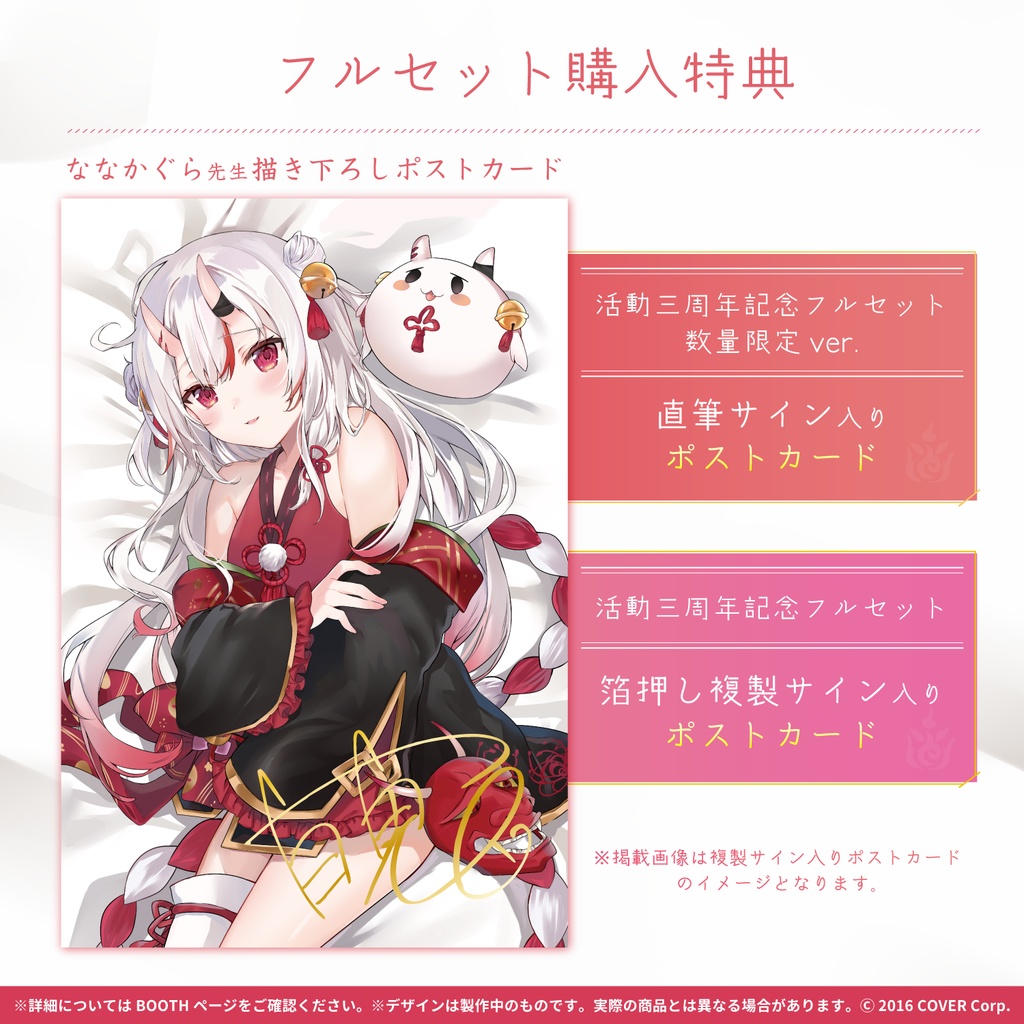 フルセット購入特典
ななかぐら先生描き下ろしポストカード
活動三周年記念フルセット
数量限定 ver.
直筆サイン入り
ポストカード
活動三周年記念フルセット
箔押し複製サイン入り
ポストカード
※掲載画像は複製サイン入りポストカード
のイメージとなります。
※詳細については BOOTH ページをご確認ください。※デザインは製作中のものです。実際の商品とは異なる場合があります。© 2016 COVER Corp.